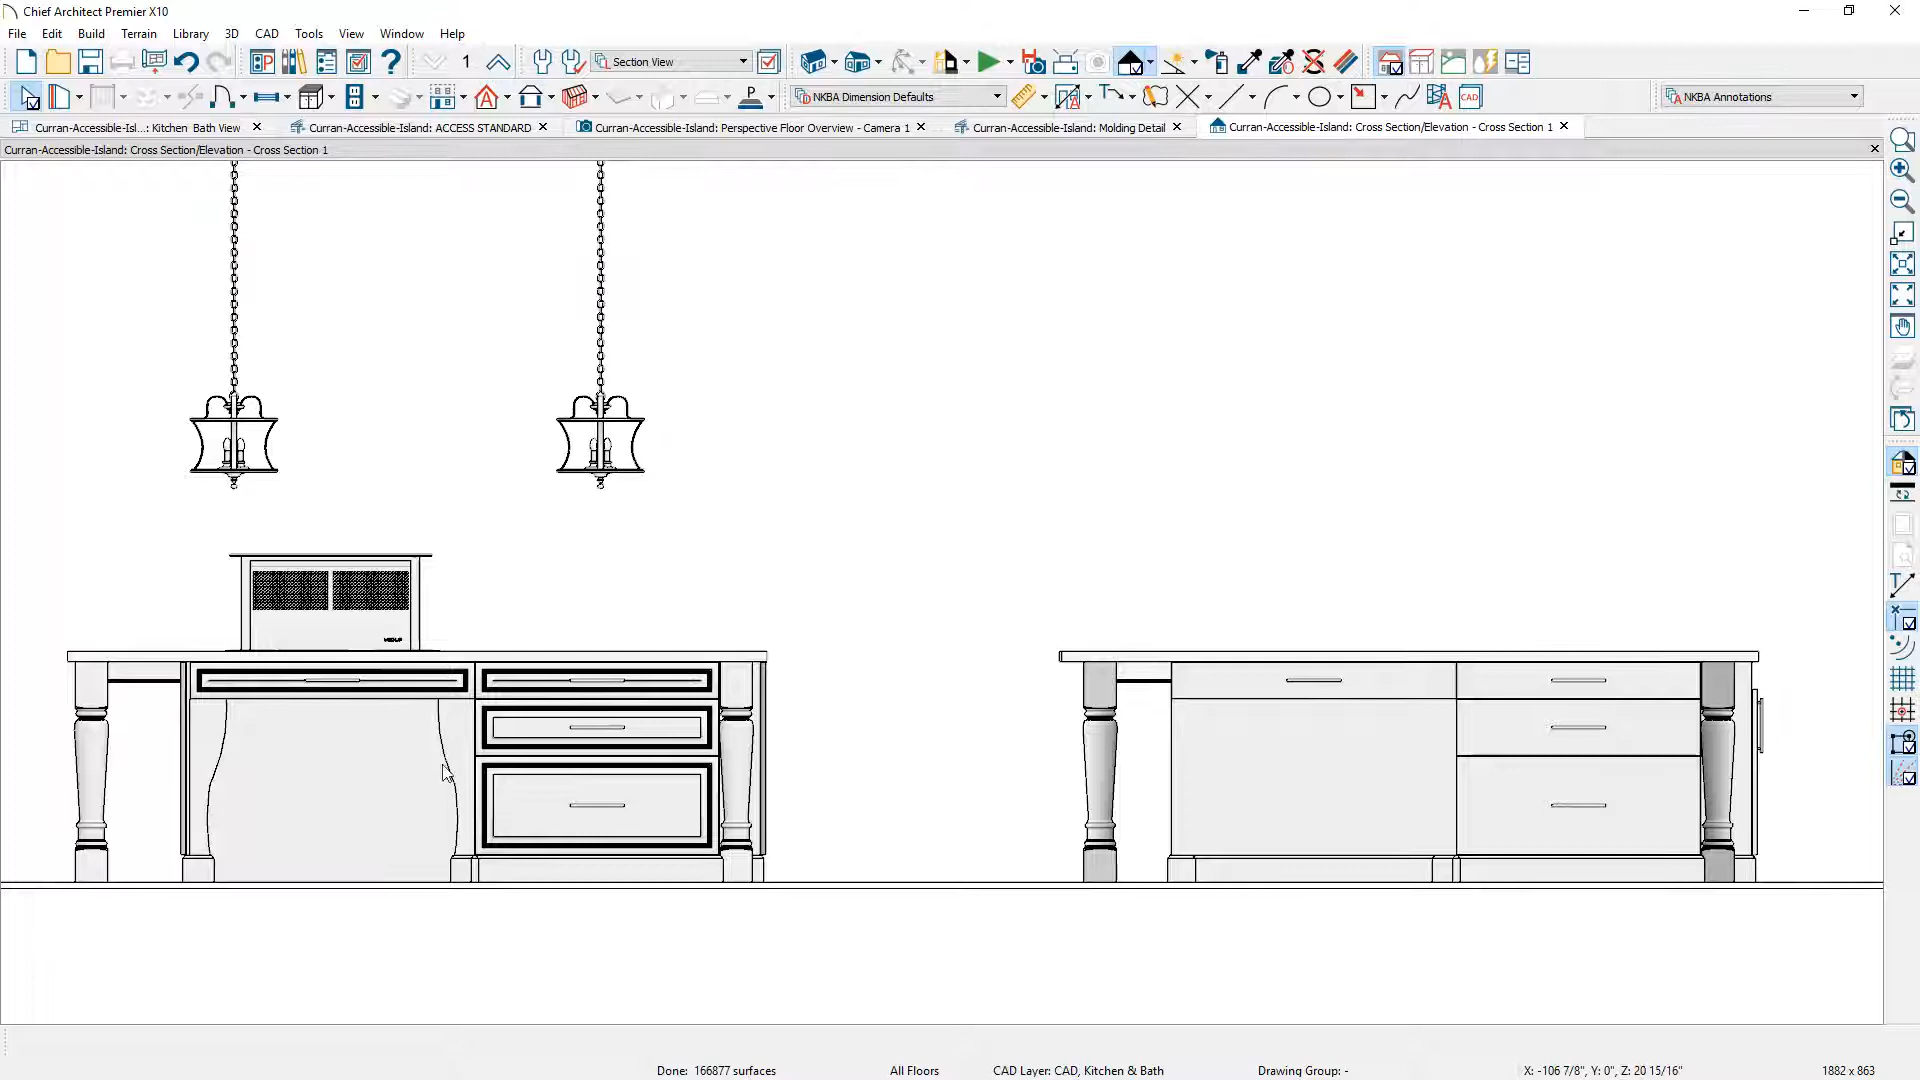 Chief Architect Premier X10
File Edit Build Terrain Library 3D CAD Tools View Window Help
1 Section View
P NKBA Dimension Defaults CAD NKBA Annotations
Curran-Accessible-Isl...: Kitchen Bath View Curran-Accessible-Island: ACCESS STANDARD Curran-Accessible-Island: Perspective Floor Overview - Camera 1 Curran-Accessible-Island: Molding Detail Curran-Accessible-Island: Cross Section/Elevation - Cross Section 1
Curran-Accessible-Island: Cross Section/Elevation - Cross Section 1
Done: 166877 surfaces All Floors CAD Layer: CAD, Kitchen & Bath Drawing Group: - X: -106 7/8", Y: 0", Z: 20 15/16" 1882 x 863